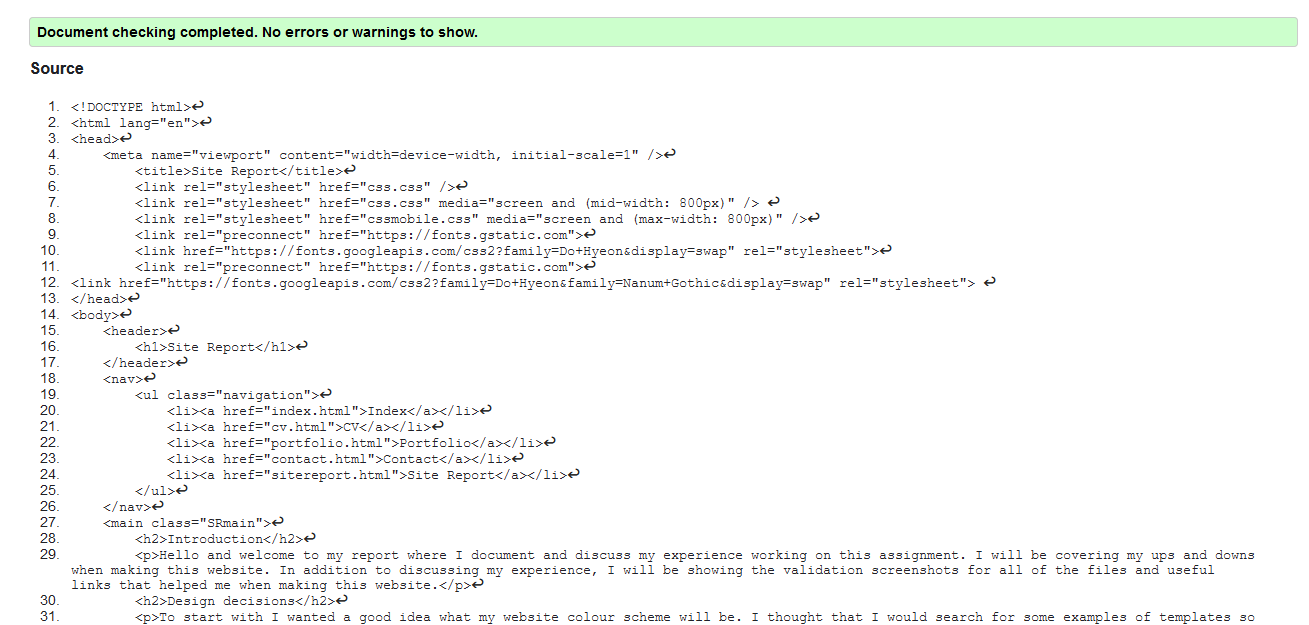 Document checking completed. No errors or warnings to show.
Source
1. <!DOCTYPE html>↩
2. <html lang="en">↩
3. <head>↩
4.     <meta name="viewport" content="width=device-width, initial-scale=1" />↩
5.         <title>Site Report</title>↩
6.         <link rel="stylesheet" href="css.css" />↩
7.         <link rel="stylesheet" href="css.css" media="screen and (mid-width: 800px)" /> ↩
8.         <link rel="stylesheet" href="cssmobile.css" media="screen and (max-width: 800px)" />↩
9.         <link rel="preconnect" href="https://fonts.gstatic.com">↩
10.         <link href="https://fonts.googleapis.com/css2?family=Do+Hyeon&display=swap" rel="stylesheet">↩
11.         <link rel="preconnect" href="https://fonts.gstatic.com">↩
12. <link href="https://fonts.googleapis.com/css2?family=Do+Hyeon&family=Nanum+Gothic&display=swap" rel="stylesheet"> ↩
13. </head>↩
14. <body>↩
15.     <header>↩
16.         <h1>Site Report</h1>↩
17.     </header>↩
18.     <nav>↩
19.         <ul class="navigation">↩
20.             <li><a href="index.html">Index</a></li>↩
21.             <li><a href="cv.html">CV</a></li>↩
22.             <li><a href="portfolio.html">Portfolio</a></li>↩
23.             <li><a href="contact.html">Contact</a></li>↩
24.             <li><a href="sitereport.html">Site Report</a></li>↩
25.         </ul>↩
26.     </nav>↩
27.     <main class="SRmain">↩
28.         <h2>Introduction</h2>↩
29.         <p>Hello and welcome to my report where I document and discuss my experience working on this assignment. I will be covering my ups and downs
when making this website. In addition to discussing my experience, I will be showing the validation screenshots for all of the files and useful
links that helped me when making this website.</p>↩
30.         <h2>Design decisions</h2>↩
31.         <p>To start with I wanted a good idea what my website colour scheme will be. I thought that I would search for some examples of templates so